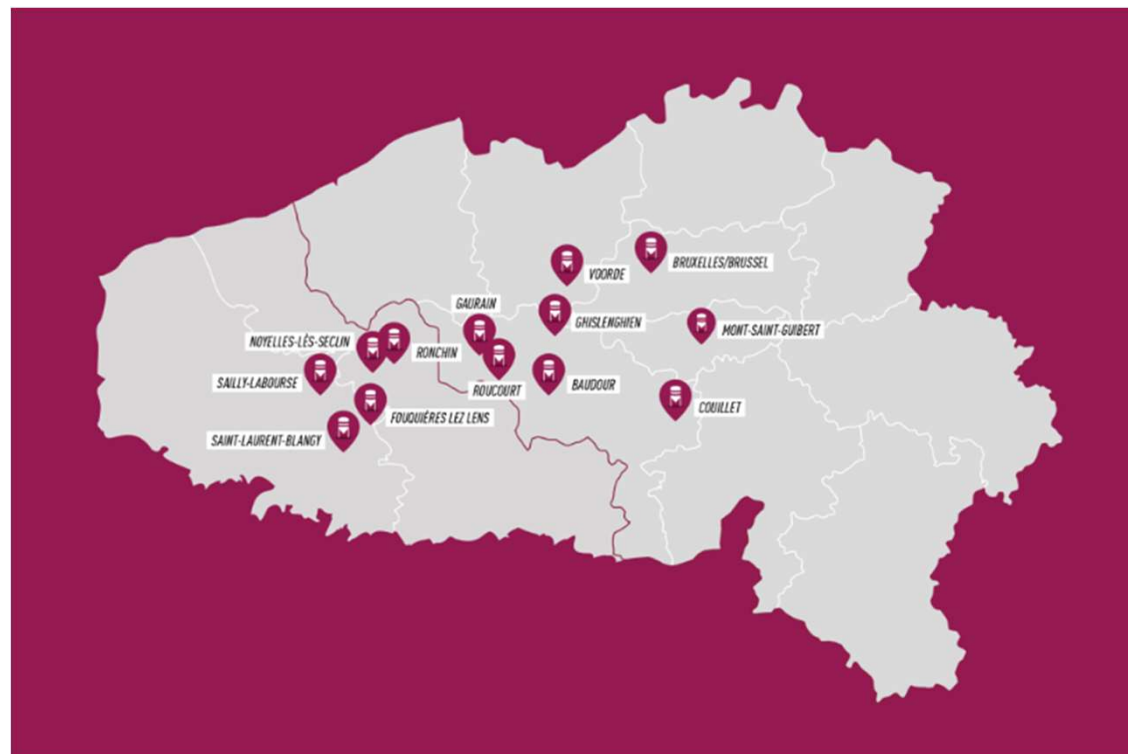 BRUXELLES/BRUSSEL
VOORDE
GAURAIN
GHISLENGHIEN
MONT-SAINT-GUIBERT
NOYELLES-LÈS-SECLIN
RONCHIN
SAILLY-LABOURSE
ROUCOURT
BAUDOUR
COUILLET
FOUQUIÈRES LEZ LENS
SAINT-LAURENT-BLANGY